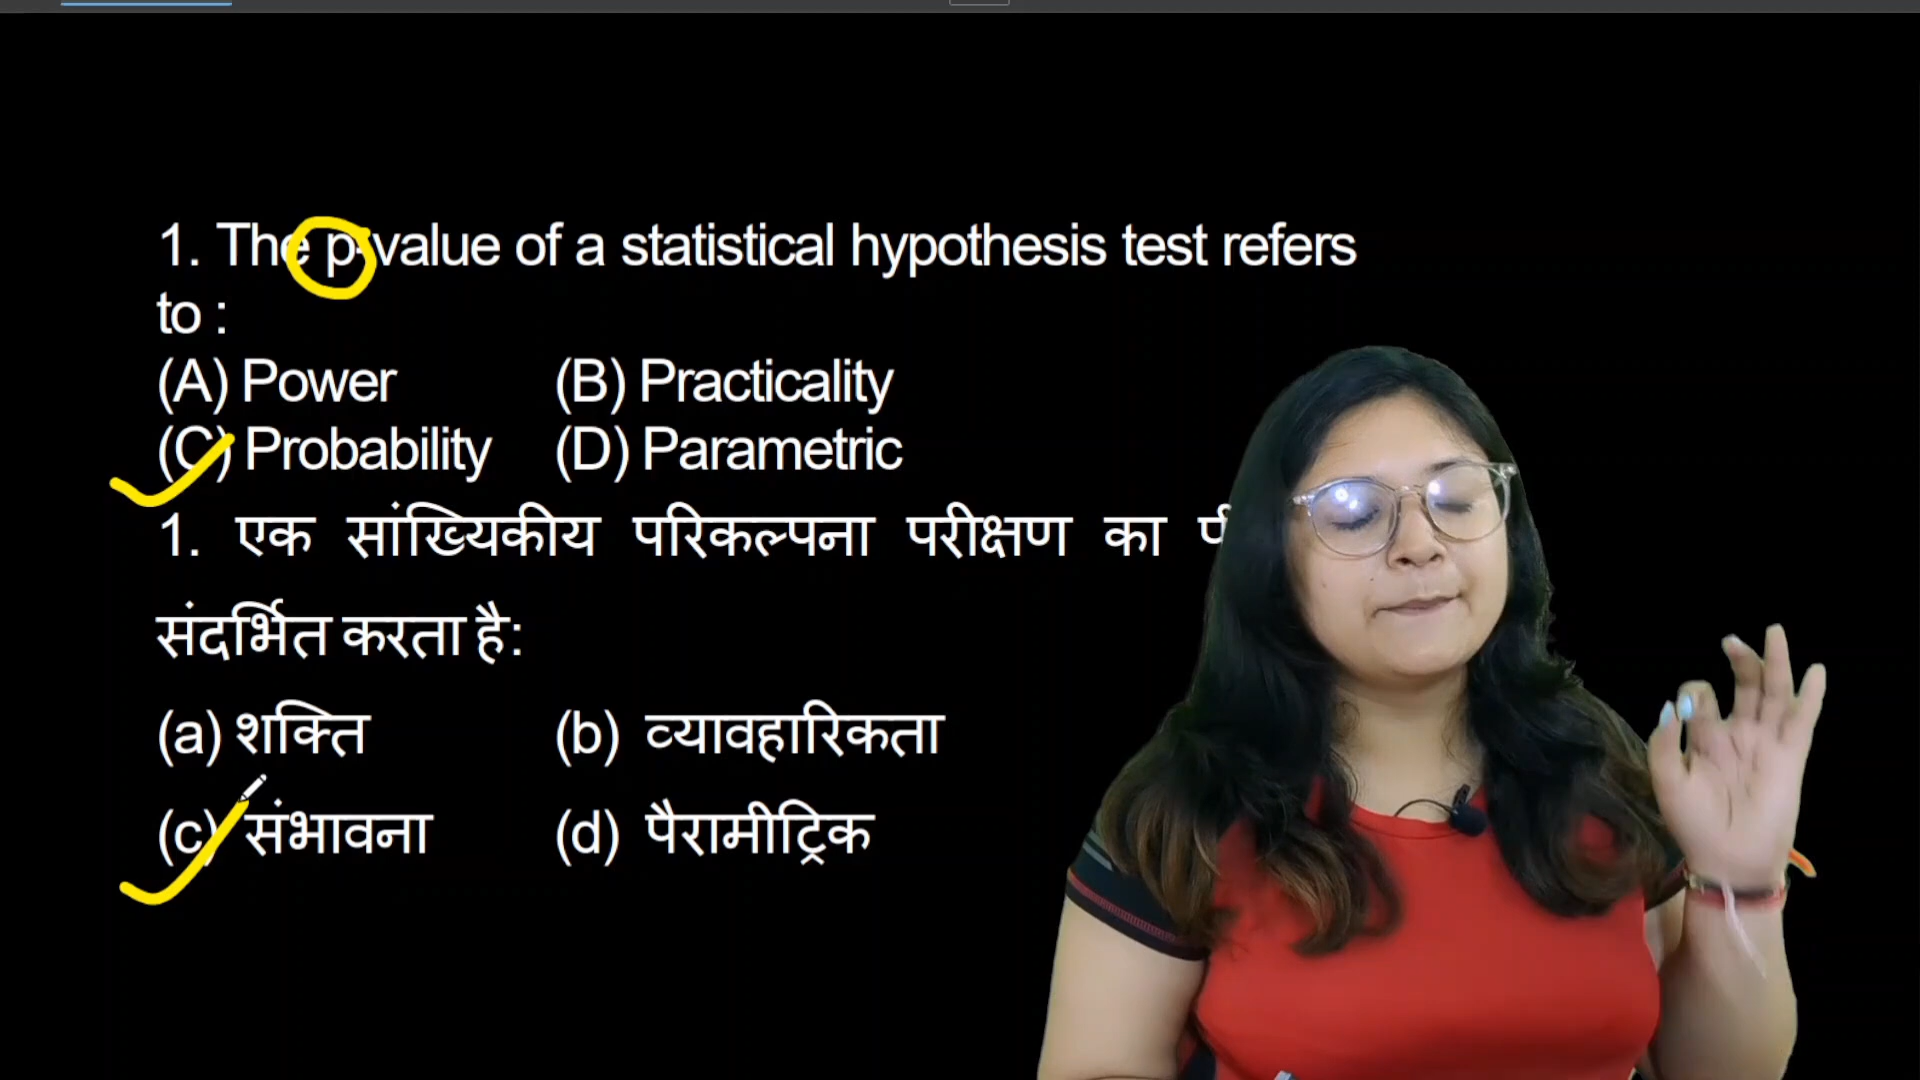 1. The p-value of a statistical hypothesis test refers
to :
(A) Power (B) Practicality
(C) Probability (D) Parametric
1. एक सांख्यिकीय परिकल्पना परीक्षण का
संदर्भित करता है:
(a) शक्ति (b) व्यावहारिकता
(c) संभावना (d) पैरामीट्रिक